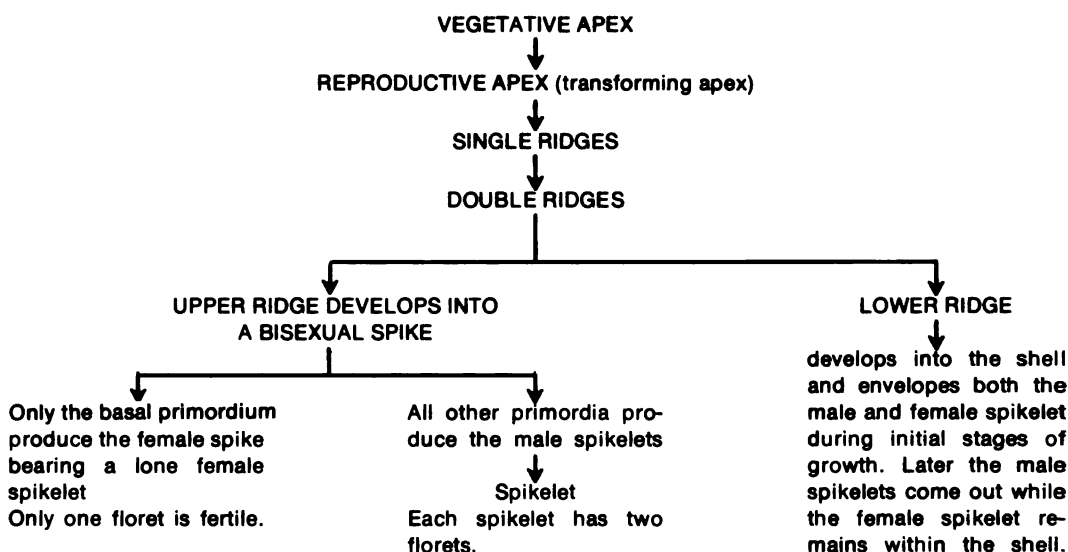 VEGETATIVE APEX
REPRODUCTIVE APEX (transforming apex)
SINGLE RIDGES
DOUBLE RIDGES
UPPER RIDGE DEVELOPS INTO
A BISEXUAL SPIKE
Only the basal primordium
produce the female spike
bearing a lone female
spikelet
Only one floret is fertile.
All other primordia pro-
duce the male spikelets
Spikelet
Each spikelet has two
florets.
LOWER RIDGE
develops into the shell
and envelopes both the
male and female spikelet
during initial stages of
growth. Later the male
spikelets come out while
the female spikelet re-
mains within the shell.